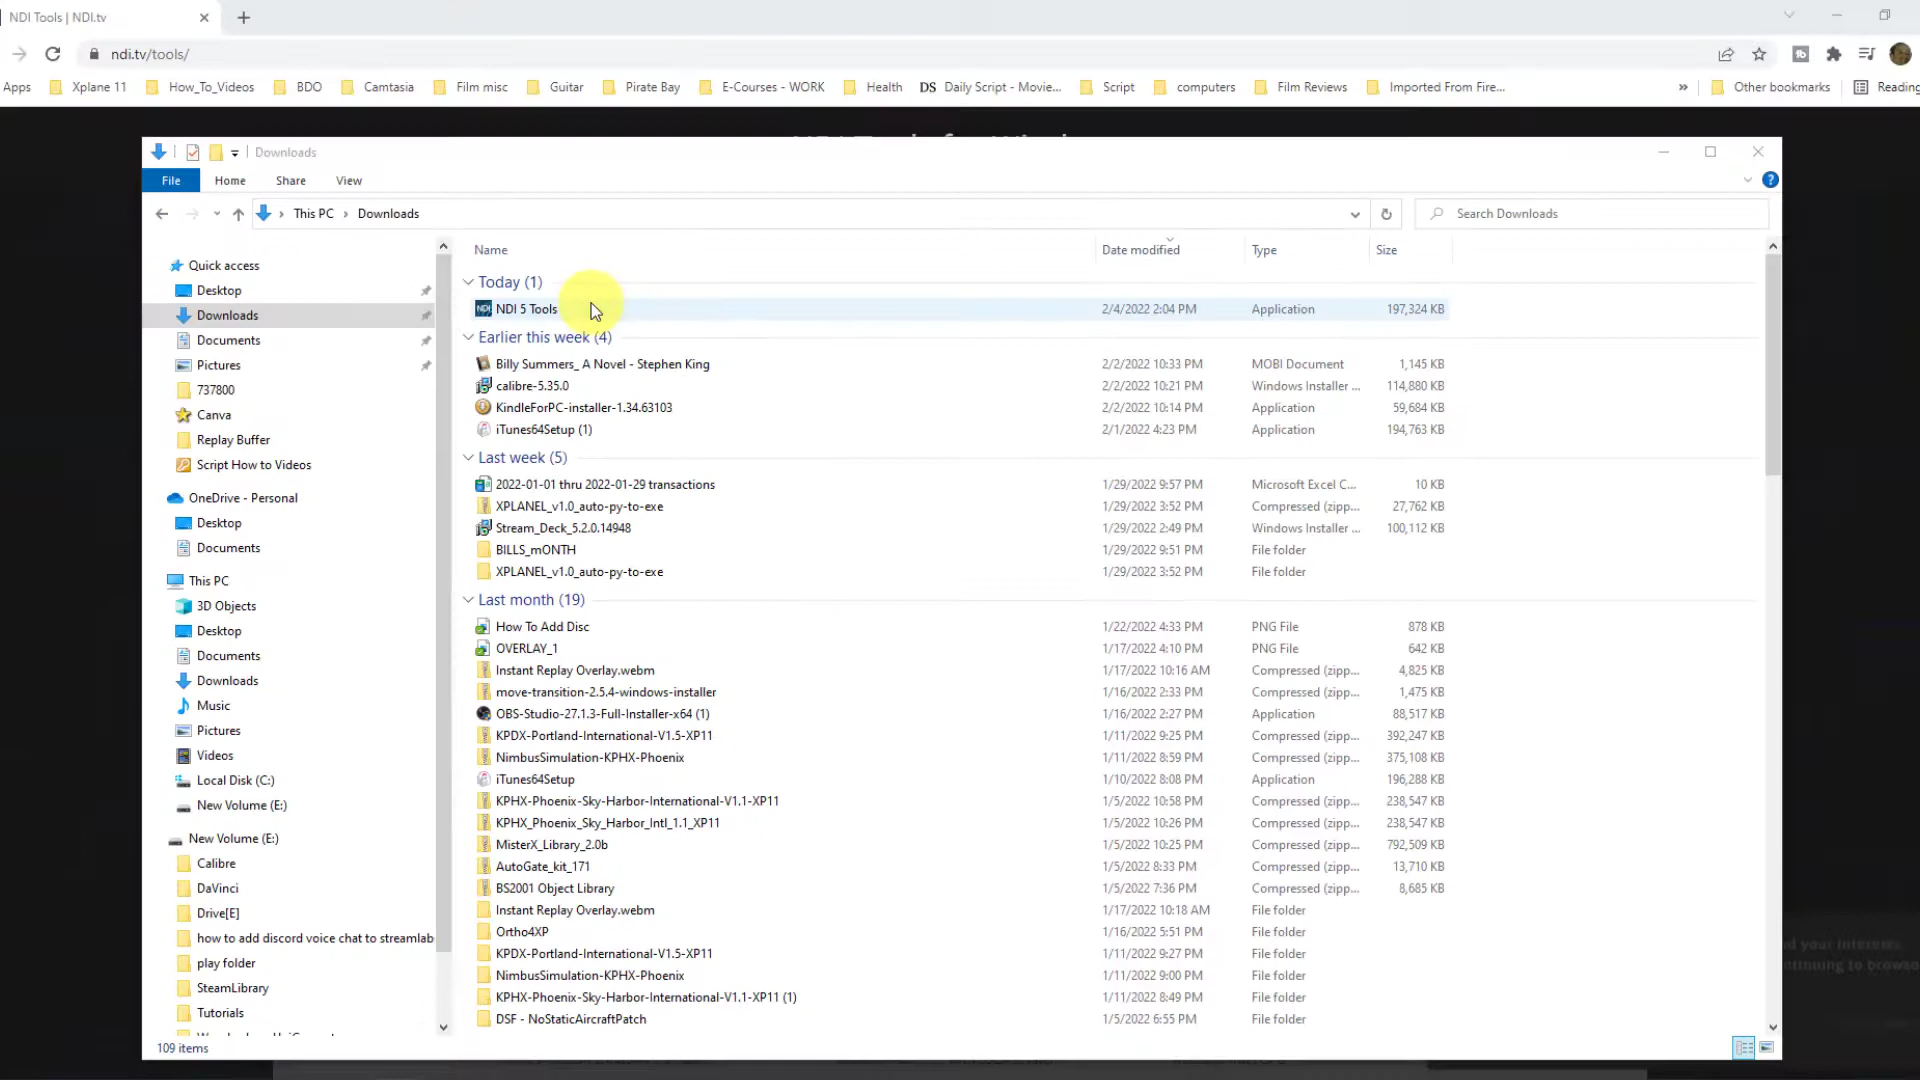 NDI Tools | NDI.tv
ndi.tv/tools/
Apps Xplane 11 How_To_Videos BDO Camtasia Film misc Guitar Pirate Bay E-Courses - WORK Health DS Daily Script - Movie... Script computers Film Reviews Imported From Fire... » Other bookmarks Reading
Downloads
File Home Share View
This PC > Downloads
Search Downloads
Name Date modified Type Size
Quick access
Desktop
Downloads
Documents
Pictures
737800
Canva
Replay Buffer
Script How to Videos
OneDrive - Personal
Desktop
Documents
This PC
3D Objects
Desktop
Documents
Downloads
Music
Pictures
Videos
Local Disk (C:)
New Volume (E:)
New Volume (E:)
Calibre
DaVinci
Drive[E]
how to add discord voice chat to streamlab
play folder
SteamLibrary
Tutorials
Today (1)
NDI NDI 5 Tools 2/4/2022 2:04 PM Application 197,324 KB
Earlier this week (4)
Billy Summers_ A Novel - Stephen King 2/2/2022 10:33 PM MOBI Document 1,145 KB
calibre-5.35.0 2/2/2022 10:21 PM Windows Installer ... 114,880 KB
KindleForPC-installer-1.34.63103 2/2/2022 10:14 PM Application 59,684 KB
iTunes64Setup (1) 2/1/2022 4:23 PM Application 194,763 KB
Last week (5)
2022-01-01 thru 2022-01-29 transactions 1/29/2022 9:57 PM Microsoft Excel C... 10 KB
XPLANEL_v1.0_auto-py-to-exe 1/29/2022 3:52 PM Compressed (zipp... 27,762 KB
Stream_Deck_5.2.0.14948 1/29/2022 2:49 PM Windows Installer ... 100,112 KB
BILLS_mONTH 1/29/2022 9:51 PM File folder
XPLANEL_v1.0_auto-py-to-exe 1/29/2022 3:52 PM File folder
Last month (19)
How To Add Disc 1/22/2022 4:33 PM PNG File 878 KB
OVERLAY_1 1/17/2022 4:10 PM PNG File 642 KB
Instant Replay Overlay.webm 1/17/2022 10:16 AM Compressed (zipp... 4,825 KB
move-transition-2.5.4-windows-installer 1/16/2022 2:33 PM Compressed (zipp... 1,475 KB
OBS-Studio-27.1.3-Full-Installer-x64 (1) 1/16/2022 2:27 PM Application 88,517 KB
KPDX-Portland-International-V1.5-XP11 1/11/2022 9:25 PM Compressed (zipp... 392,247 KB
NimbusSimulation-KPHX-Phoenix 1/11/2022 8:59 PM Compressed (zipp... 375,108 KB
iTunes64Setup 1/10/2022 8:08 PM Application 196,288 KB
KPHX-Phoenix-Sky-Harbor-International-V1.1-XP11 1/5/2022 10:58 PM Compressed (zipp... 238,547 KB
KPHX_Phoenix_Sky_Harbor_Intl_1.1_XP11 1/5/2022 10:26 PM Compressed (zipp... 238,547 KB
MisterX_Library_2.0b 1/5/2022 10:25 PM Compressed (zipp... 792,509 KB
AutoGate_kit_171 1/5/2022 8:33 PM Compressed (zipp... 13,710 KB
BS2001 Object Library 1/5/2022 7:36 PM Compressed (zipp... 8,685 KB
Instant Replay Overlay.webm 1/17/2022 10:18 AM File folder
Ortho4XP 1/16/2022 5:51 PM File folder
KPDX-Portland-International-V1.5-XP11 1/11/2022 9:27 PM File folder
NimbusSimulation-KPHX-Phoenix 1/11/2022 9:00 PM File folder
KPHX-Phoenix-Sky-Harbor-International-V1.1-XP11 (1) 1/11/2022 8:49 PM File folder
DSF - NoStaticAircraftPatch 1/5/2022 6:55 PM File folder
109 items
d your interests
ontinuing to browse